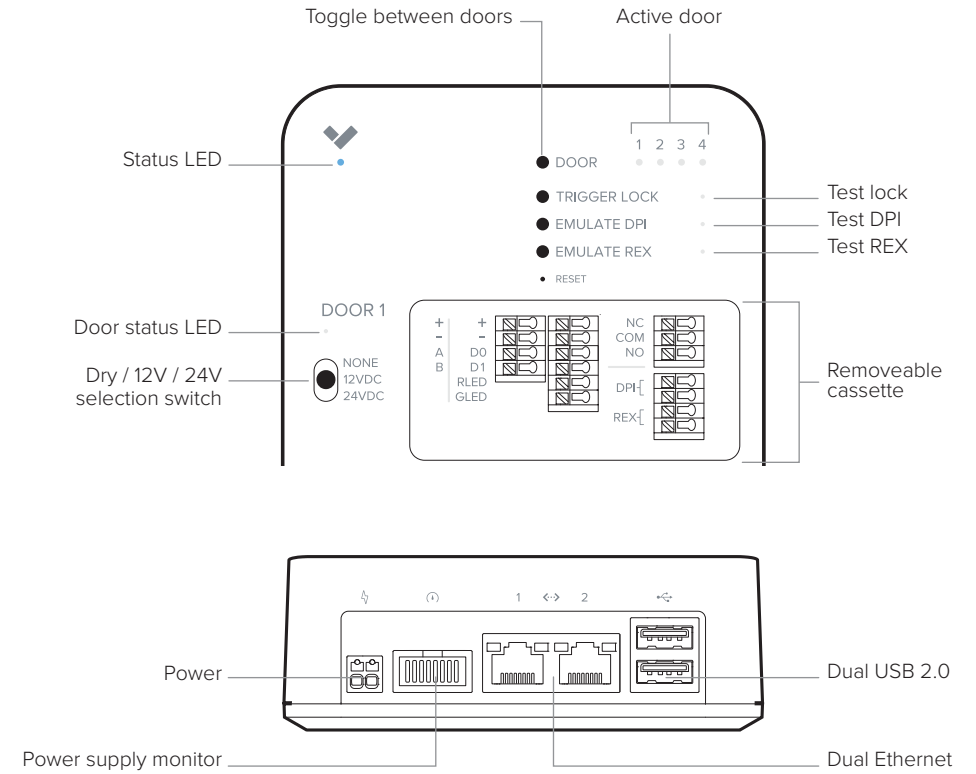 Toggle between doors
Active door
1 2 3 4
Status LED
DOOR
TRIGGER LOCK
Test lock
EMULATE DPI
Test DPI
EMULATE REX
Test REX
RESET
DOOR 1
Door status LED
NONE
12VDC
24VDC
Dry / 12V / 24V
selection switch
+ +
– –
A D0
B D1
RLED
GLED
NC
COM
NO
DPI
REX
Removeable
cassette
1 2
Power
Dual USB 2.0
Power supply monitor
Dual Ethernet